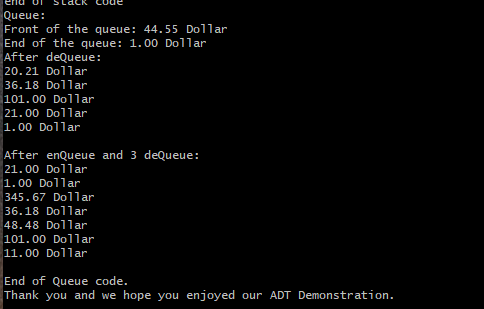 end of stack code
Queue:
Front of the queue: 44.55 Dollar
End of the queue: 1.00 Dollar
After deQueue:
20.21 Dollar
36.18 Dollar
101.00 Dollar
21.00 Dollar
1.00 Dollar
After enQueue and 3 deQueue:
21.00 Dollar
1.00 Dollar
345.67 Dollar
36.18 Dollar
48.48 Dollar
101.00 Dollar
11.00 Dollar
End of Queue code.
Thank you and we hope you enjoyed our ADT Demonstration.